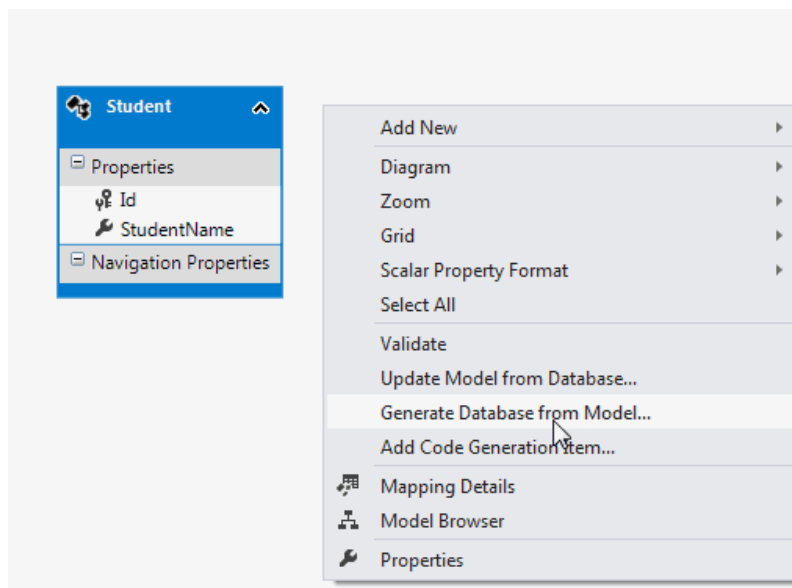 Student
Properties
Id
StudentName
Navigation Properties
Add New
Diagram
Zoom
Grid
Scalar Property Format
Select All
Validate
Update Model from Database...
Generate Database from Model...
Add Code Generation Item...
Mapping Details
Model Browser
Properties